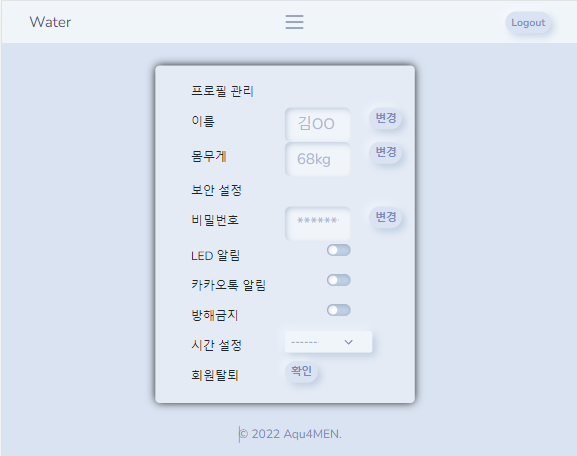 Water
Logout
프로필 관리
이름 김OO 변경
몸무게 68kg 변경
보안 설정
비밀번호 ****** 변경
LED 알림
카카오톡 알림
방해금지
시간 설정 ------
회원탈퇴 확인
© 2022 Aqu4MEN.